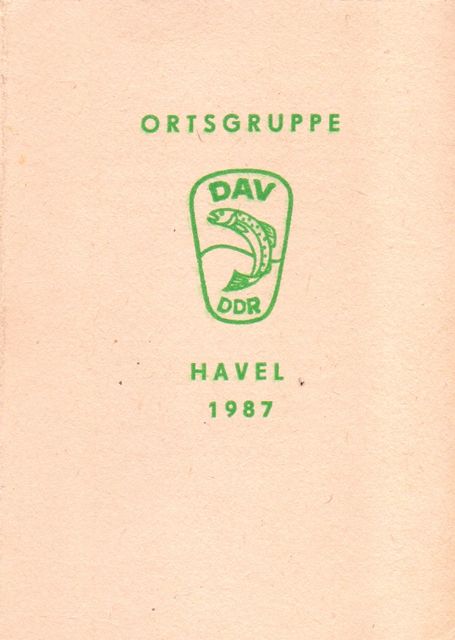 ORTSGRUPPE
DAV
DDR
HAVEL
1987